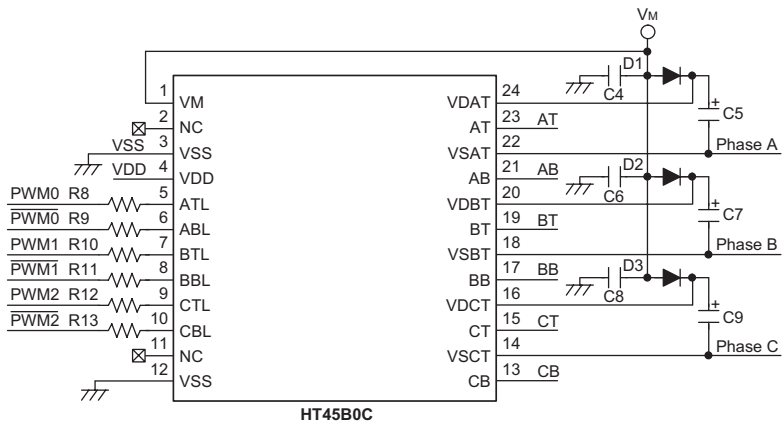 VM
D1
C4
C5
1 VM 24 VDAT
2 NC 23 AT AT
VSS 3 VSS 22 VSAT Phase A
VDD 4 VDD 21 AB AB
D2
C6
C7
PWM0 R8 5 ATL 20 VDBT
PWM0 R9 6 ABL 19 BT BT
PWM1 R10 7 BTL 18 VSBT Phase B
PWM1 R11 8 BBL 17 BB BB
D3
C8
C9
PWM2 R12 9 CTL 16 VDCT
PWM2 R13 10 CBL 15 CT CT
11 NC 14 VSCT Phase C
12 VSS 13 CB CB
HT45B0C